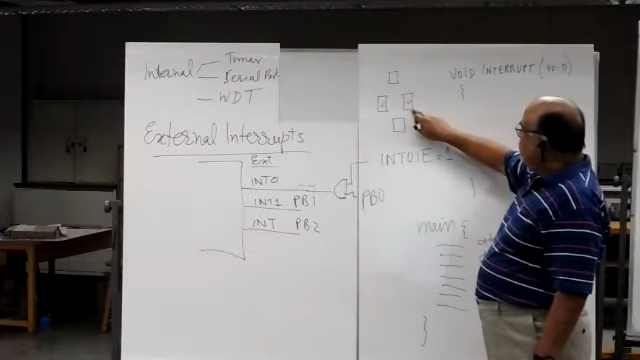 Internal
Timer
Serial Port
WDT
External Interrupts
Ext
INT0
INT1 PB1
INT PB2
VOID INTERRUPT (VOID)
{
INT0IE = 1
PB0
}
main {
}